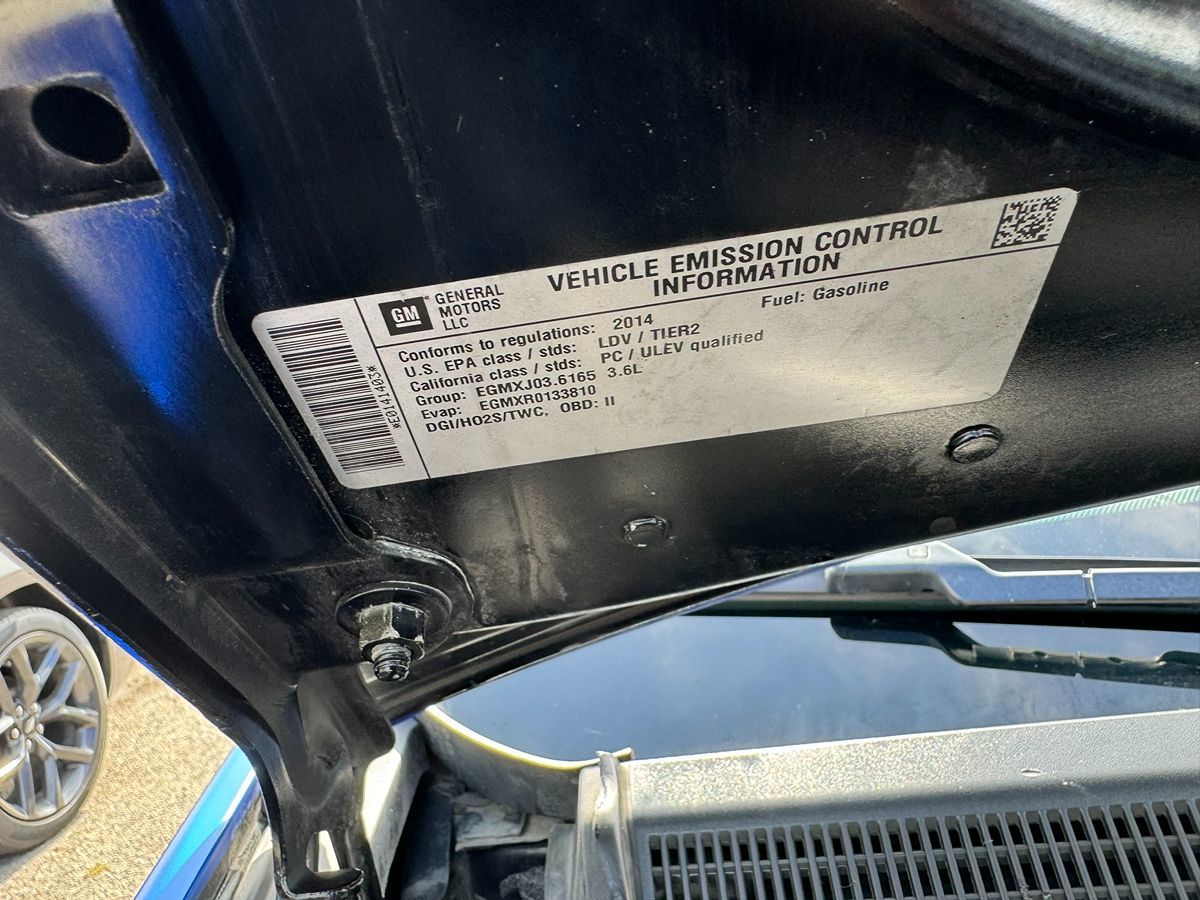 VEHICLE EMISSION CONTROL
INFORMATION
GM
GENERAL
MOTORS
LLC
Fuel: Gasoline
Conforms to regulations: 2014
U.S. EPA class / stds: LDV / TIER2
California class / stds: PC / ULEV qualified
Group: EGMXJ03.6165 3.6L
Evap: EGMXR0133810
DGI/HO2S/TWC, OBD: II
*E0141403*